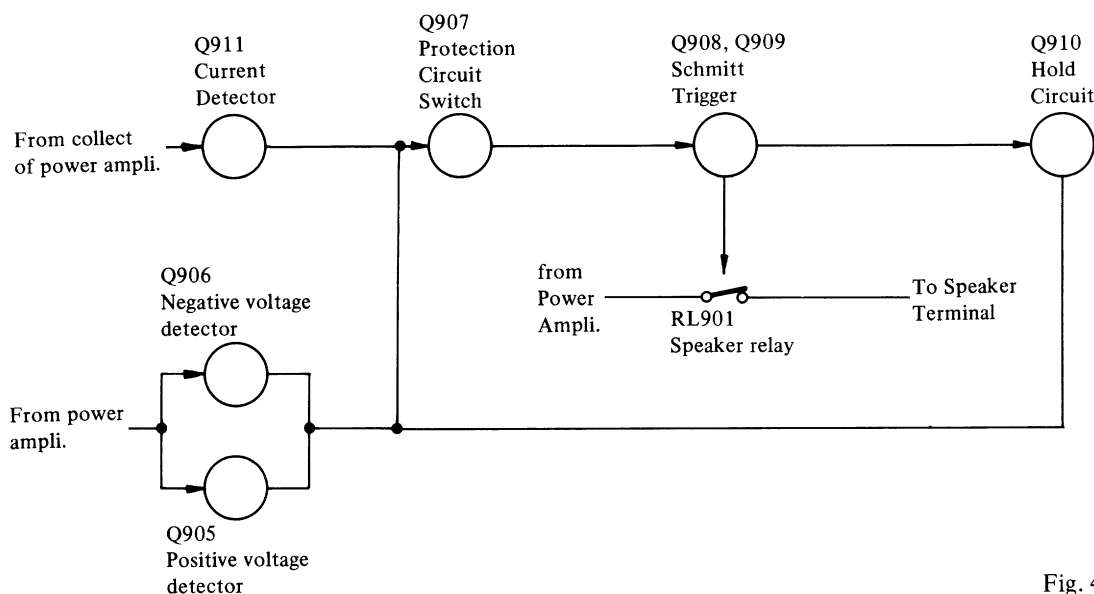 Q911
Current
Detector
Q907
Protection
Circuit
Switch
Q908, Q909
Schmitt
Trigger
Q910
Hold
Circuit
From collect
of power ampli.
Q906
Negative voltage
detector
from
Power
Ampli.
RL901
Speaker relay
To Speaker
Terminal
From power
ampli.
Q905
Positive voltage
detector
Fig. 4